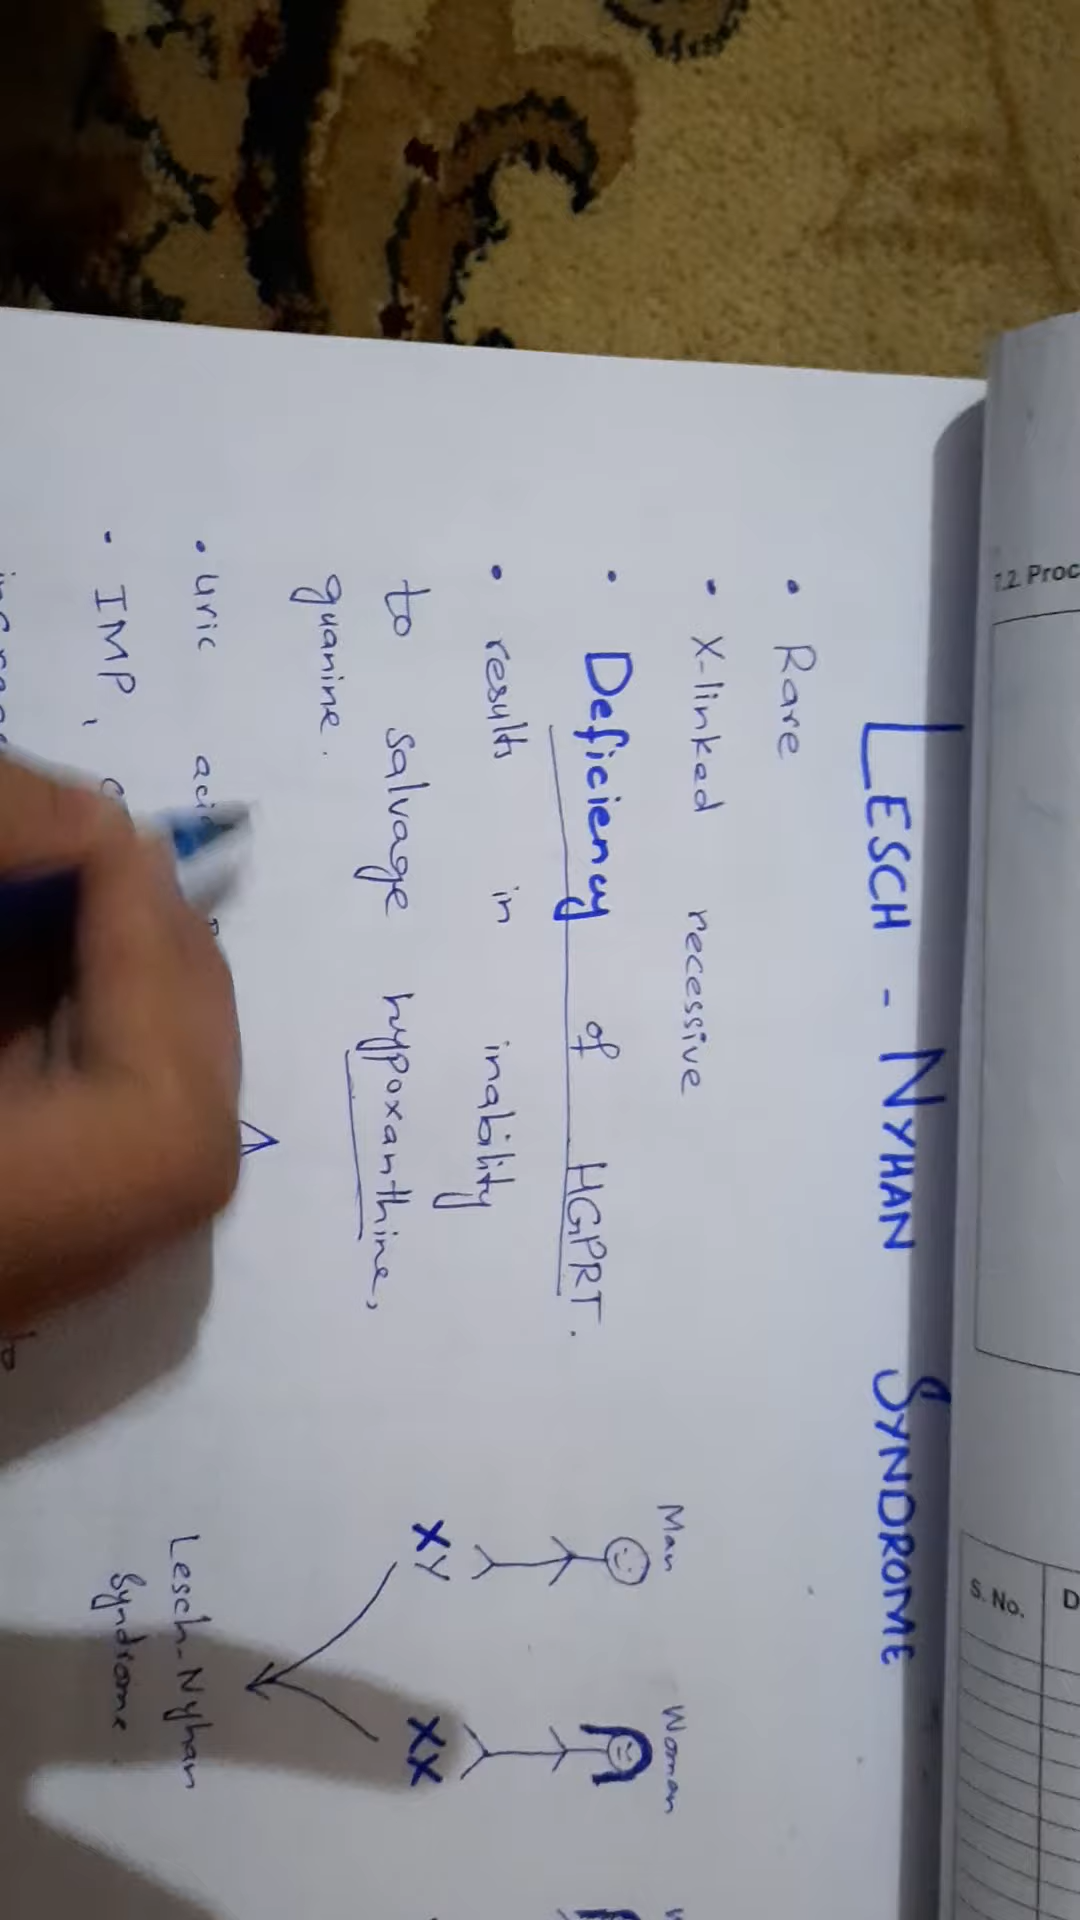 LESCH - NYHAN SYNDROME
• Rare
• X-linked recessive
• Deficiency of HGPRT.
• results in inability
to salvage hypoxanthine,
guanine.
• uric
• IMP,
Man
Woman
XY
XX
Lesch-Nyhan
Syndrome.
7.2. Proc
S. No.
D